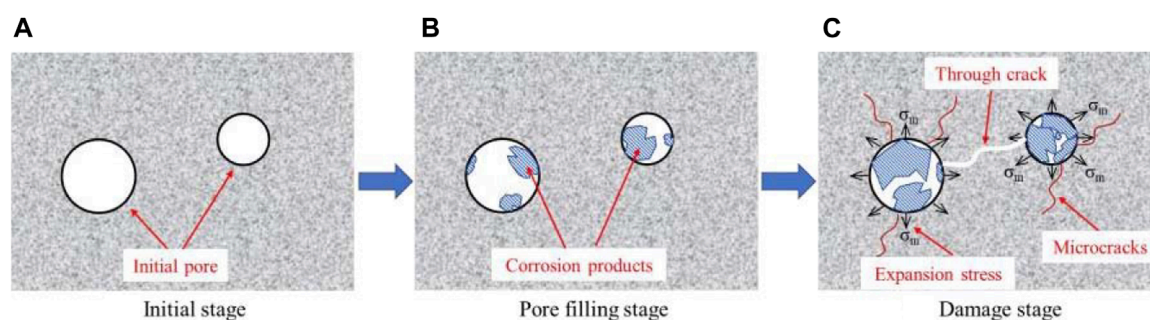 A
B
C
Initial pore
Initial stage
Corrosion products
Pore filling stage
Through crack
σm
σm
σm
σm
σm
Microcracks
Expansion stress
Damage stage